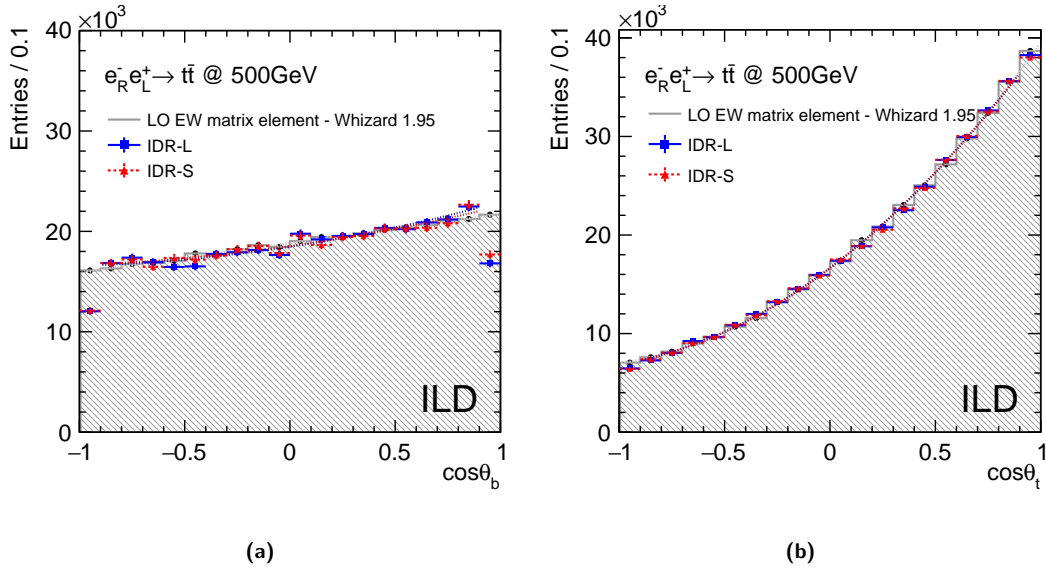 ×10³
Entries / 0.1
40
30
20
10
0
e⁻_R e⁺_L → tt̄ @ 500GeV
LO EW matrix element - Whizard 1.95
IDR-L
IDR-S
ILD
−1 −0.5 0 0.5 1
cosθ_b
(a)
×10³
Entries / 0.1
40
30
20
10
0
e⁻_R e⁺_L → tt̄ @ 500GeV
LO EW matrix element - Whizard 1.95
IDR-L
IDR-S
ILD
−1 −0.5 0 0.5 1
cosθ_t
(b)